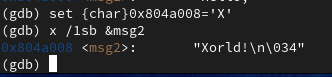 (gdb) set {char}0x804a008='X'
(gdb) x /1sb &msg2
0x804a008 <msg2>: "Xorld!\n\034"
(gdb)